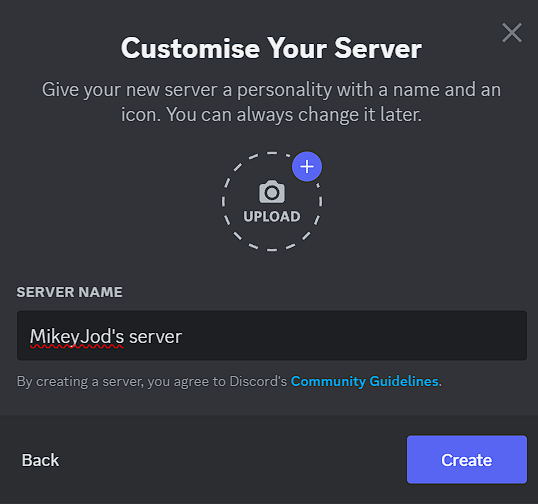 Customise Your Server
Give your new server a personality with a name and an
icon. You can always change it later.
UPLOAD
SERVER NAME
MikeyJod's server
By creating a server, you agree to Discord's Community Guidelines.
Back
Create